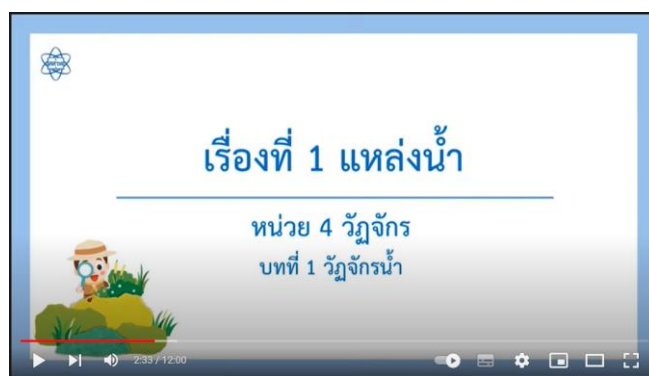 เรื่องที่ 1 แหล่งน้ำ
หน่วย 4 วัฏจักร
บทที่ 1 วัฏจักรน้ำ
2:33 / 12:00